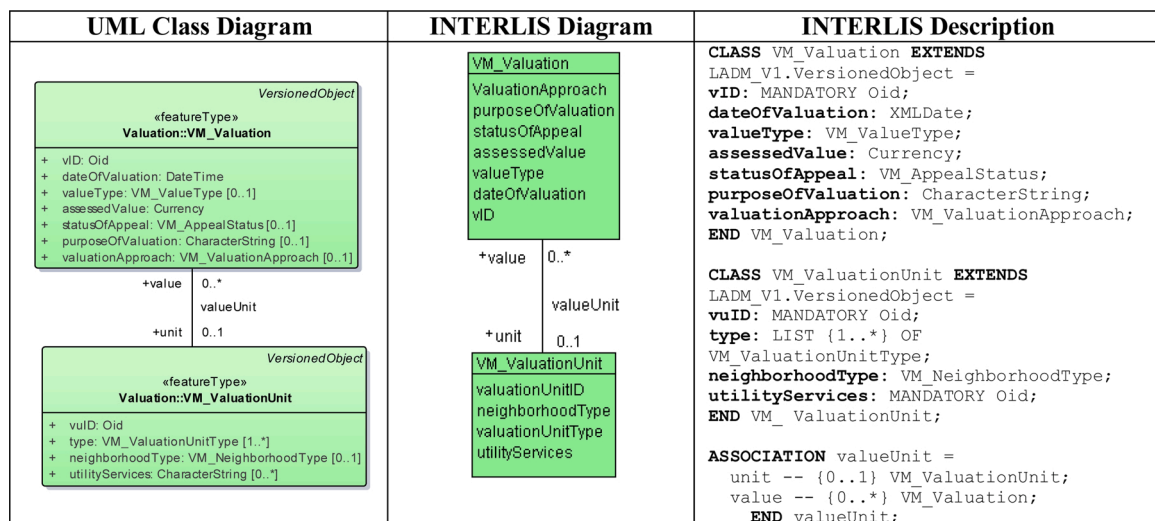 UML Class Diagram
INTERLIS Diagram
INTERLIS Description
VersionedObject
«featureType»
Valuation::VM_Valuation
+ vID: Oid
+ dateOfValuation: DateTime
+ valueType: VM_ValueType [0..1]
+ assessedValue: Currency
+ statusOfAppeal: VM_AppealStatus [0..1]
+ purposeOfValuation: CharacterString [0..1]
+ valuationApproach: VM_ValuationApproach [0..1]
+value 0..*
valueUnit
+unit 0..1
VersionedObject
«featureType»
Valuation::VM_ValuationUnit
+ vuID: Oid
+ type: VM_ValuationUnitType [1..*]
+ neighborhoodType: VM_NeighborhoodType [0..1]
+ utilityServices: CharacterString [0..*]
VM_Valuation
ValuationApproach
purposeOfValuation
statusOfAppeal
assessedValue
valueType
dateOfValuation
vID
+value 0..*
valueUnit
+unit 0..1
VM_ValuationUnit
valuationUnitID
neighborhoodType
valuationUnitType
utilityServices
CLASS VM_Valuation EXTENDS
LADM_V1.VersionedObject =
vID: MANDATORY Oid;
dateOfValuation: XMLDate;
valueType: VM_ValueType;
assessedValue: Currency;
statusOfAppeal: VM_AppealStatus;
purposeOfValuation: CharacterString;
valuationApproach: VM_ValuationApproach;
END VM_Valuation;
CLASS VM_ValuationUnit EXTENDS
LADM_V1.VersionedObject =
vuID: MANDATORY Oid;
type: LIST {1..*} OF
VM_ValuationUnitType;
neighborhoodType: VM_NeighborhoodType;
utilityServices: MANDATORY Oid;
END VM_ ValuationUnit;
ASSOCIATION valueUnit =
unit -- {0..1} VM_ValuationUnit;
value -- {0..*} VM_Valuation;
END valueUnit;